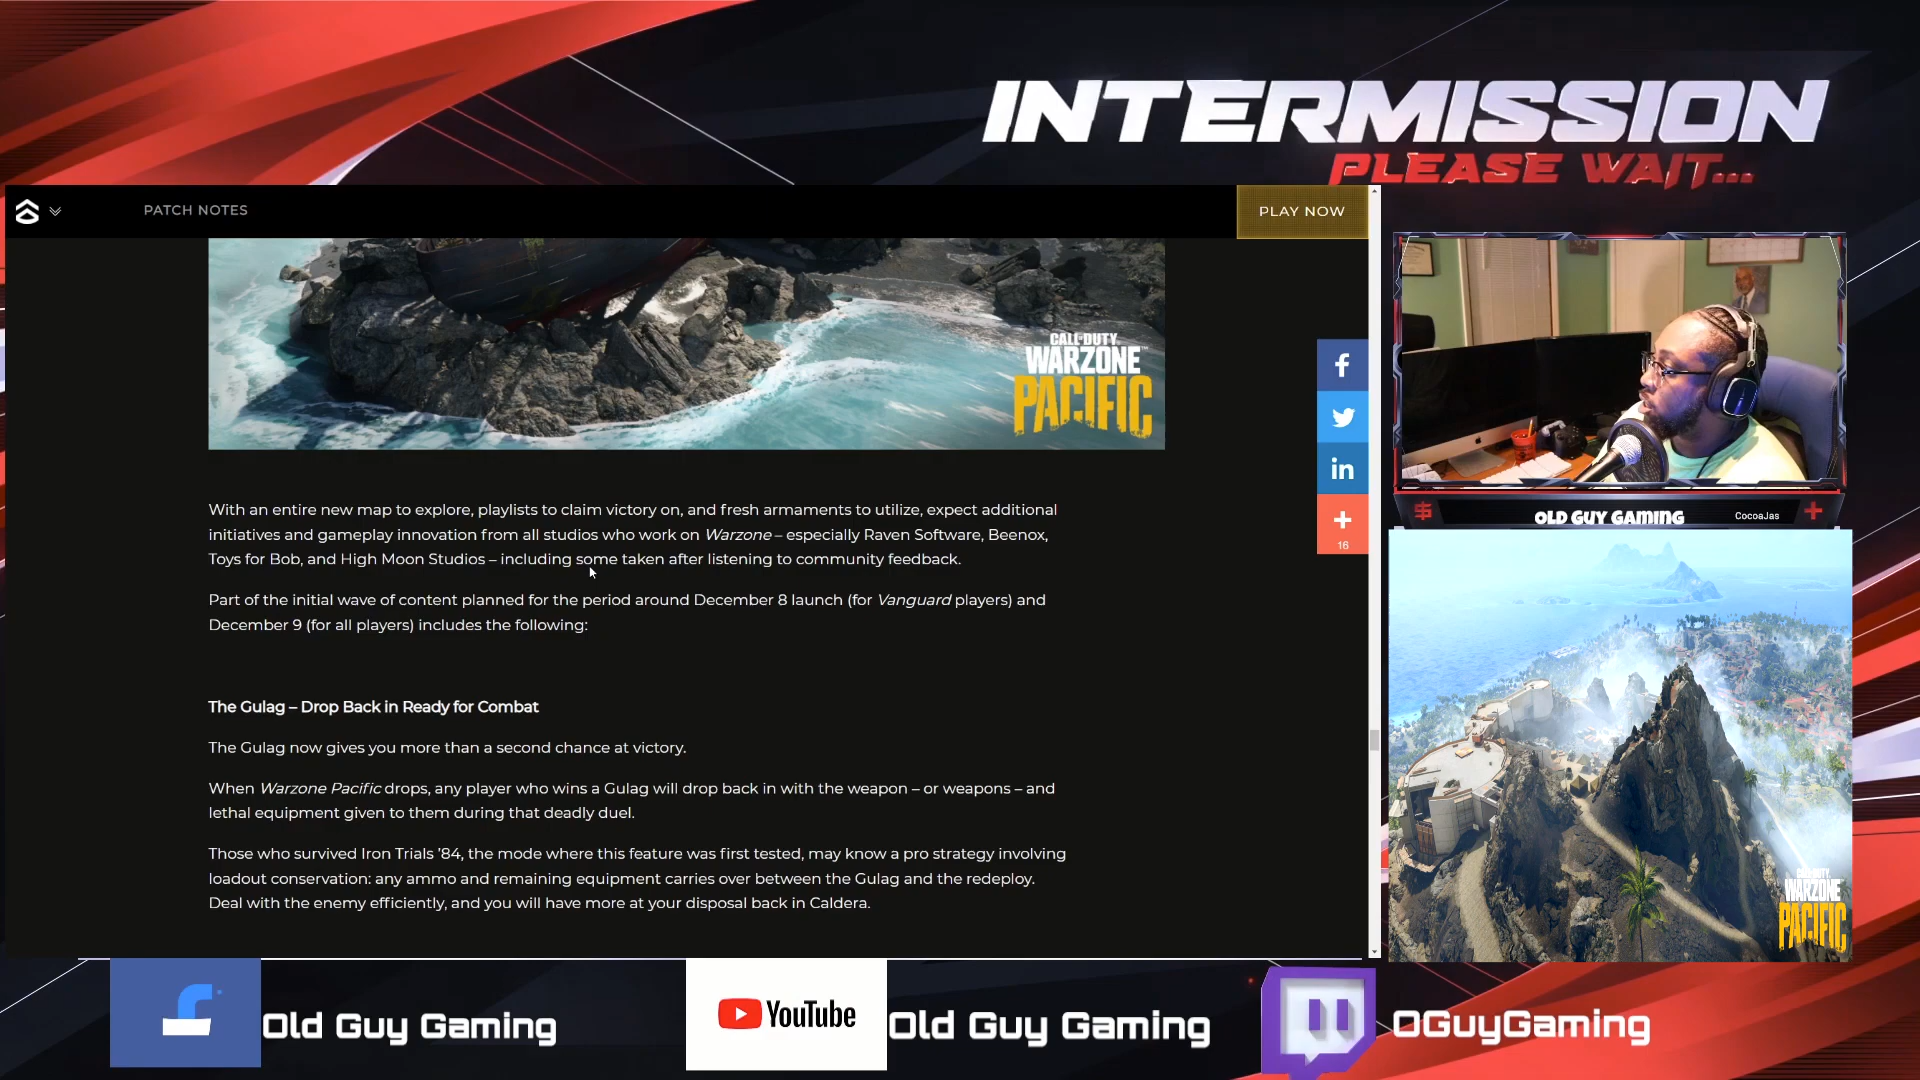 INTERMISSION
PLEASE WAIT...
PATCH NOTES
PLAY NOW
CALL OF DUTY
WARZONE
PACIFIC
16
With an entire new map to explore, playlists to claim victory on, and fresh armaments to utilize, expect additional
initiatives and gameplay innovation from all studios who work on Warzone – especially Raven Software, Beenox,
Toys for Bob, and High Moon Studios – including some taken after listening to community feedback.
Part of the initial wave of content planned for the period around December 8 launch (for Vanguard players) and
December 9 (for all players) includes the following:
The Gulag – Drop Back in Ready for Combat
The Gulag now gives you more than a second chance at victory.
When Warzone Pacific drops, any player who wins a Gulag will drop back in with the weapon – or weapons – and
lethal equipment given to them during that deadly duel.
Those who survived Iron Trials ’84, the mode where this feature was first tested, may know a pro strategy involving
loadout conservation: any ammo and remaining equipment carries over between the Gulag and the redeploy.
Deal with the enemy efficiently, and you will have more at your disposal back in Caldera.
OLD GUY GAMING
CocoaJas
CALL OF DUTY
WARZONE
PACIFIC
Old Guy Gaming
YouTube
Old Guy Gaming
OGuyGaming